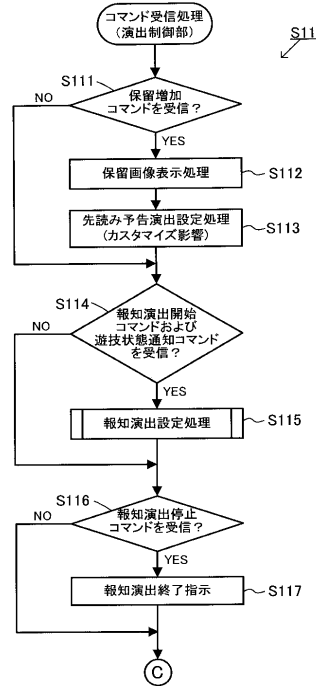 コマンド受信処理
(演出制御部)
S11
S111
保留増加
コマンドを受信？
NO
YES
保留画像表示処理
S112
先読み予告演出設定処理
(カスタマイズ影響)
S113
S114
報知演出開始
コマンドおよび
遊技状態通知コマンド
を受信？
NO
YES
報知演出設定処理
S115
S116
報知演出停止
コマンドを受信？
NO
YES
報知演出終了指示
S117
C